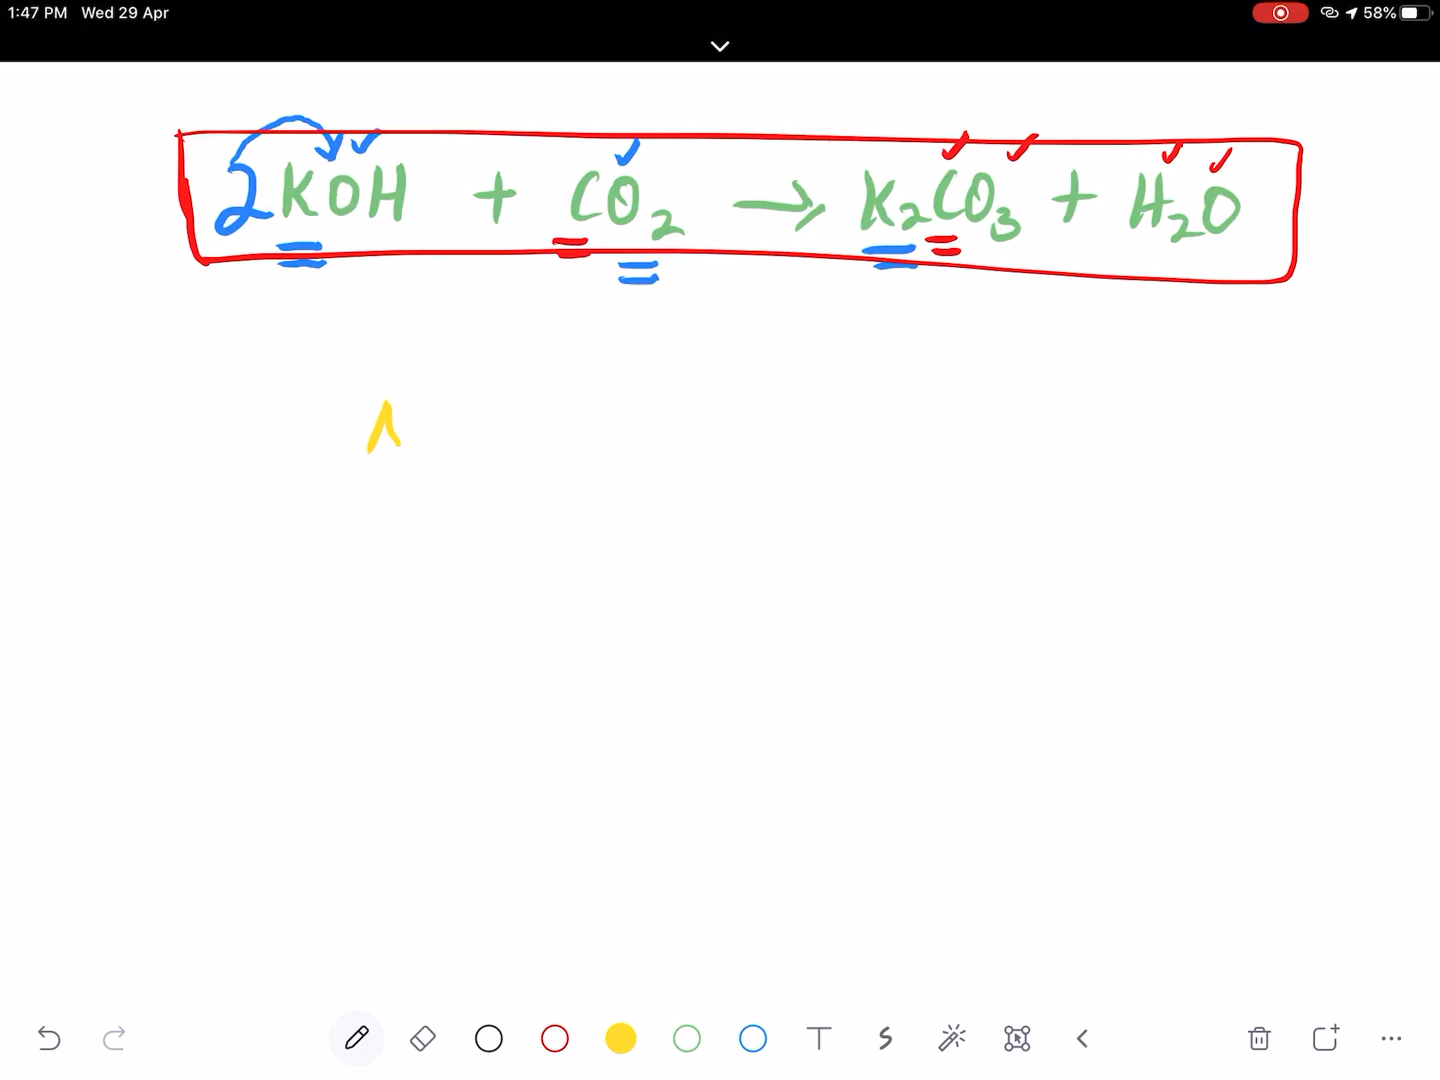 1:47 PM Wed 29 Apr 58%
2KOH + CO₂ → K₂CO₃ + H₂O
T